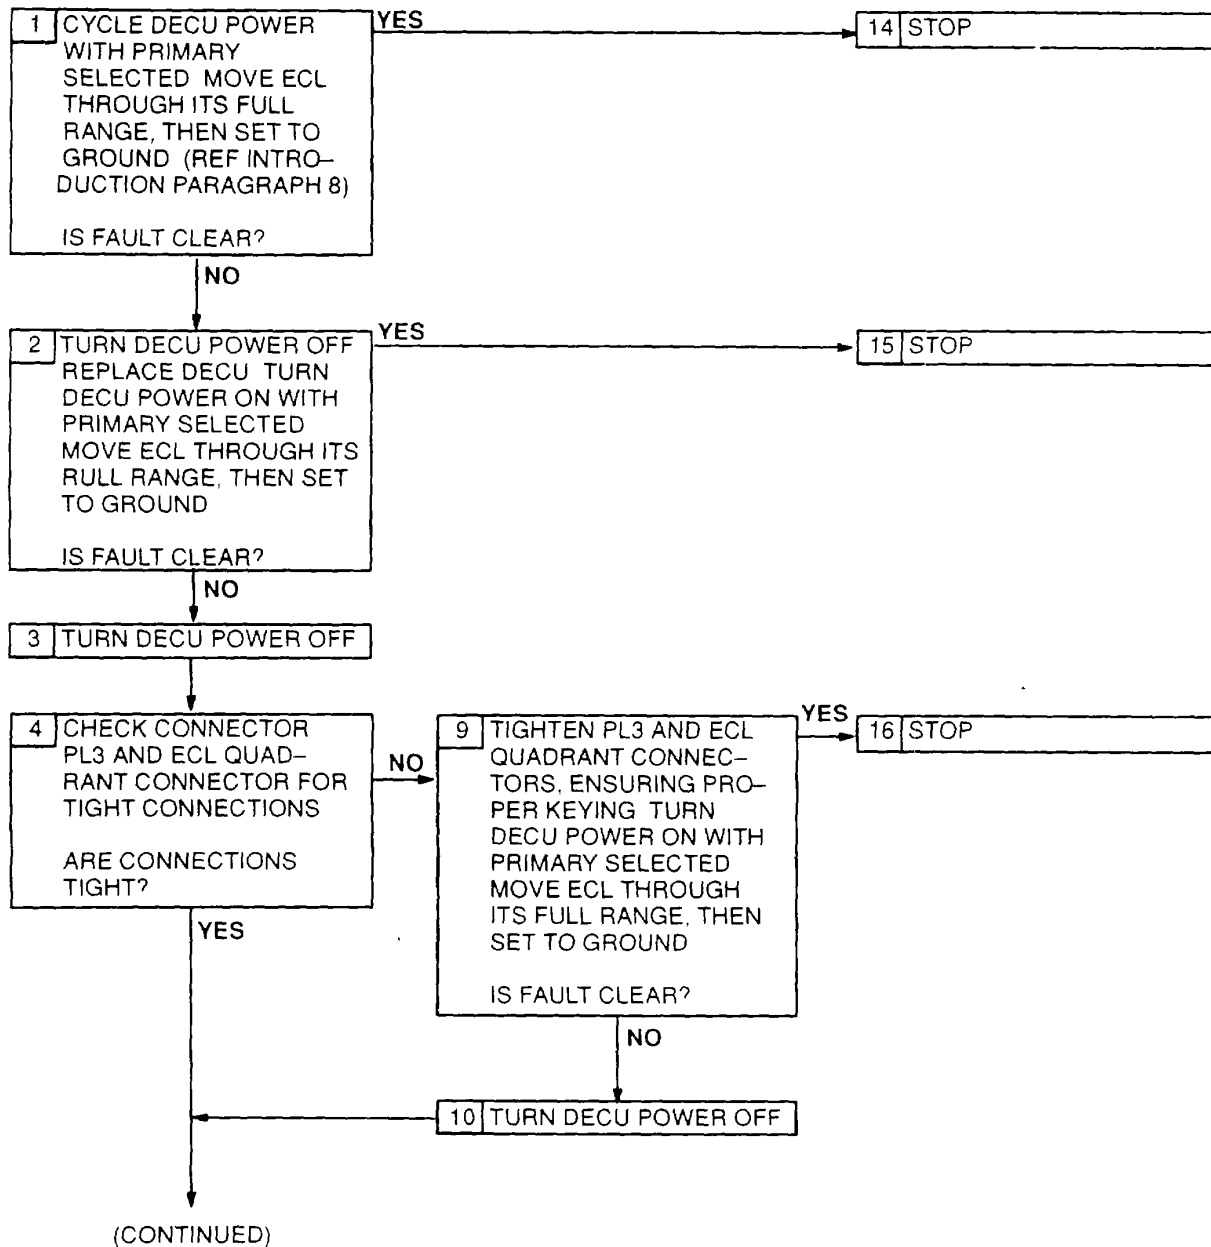 1 CYCLE DECU POWER
WITH PRIMARY
SELECTED MOVE ECL
THROUGH ITS FULL
RANGE, THEN SET TO
GROUND (REF INTRO–
DUCTION PARAGRAPH 8)
IS FAULT CLEAR?
YES
14 STOP
NO
2 TURN DECU POWER OFF
REPLACE DECU TURN
DECU POWER ON WITH
PRIMARY SELECTED
MOVE ECL THROUGH ITS
RULL RANGE, THEN SET
TO GROUND
IS FAULT CLEAR?
YES
15 STOP
NO
3 TURN DECU POWER OFF
4 CHECK CONNECTOR
PL3 AND ECL QUAD–
RANT CONNECTOR FOR
TIGHT CONNECTIONS
ARE CONNECTIONS
TIGHT?
NO
YES
9 TIGHTEN PL3 AND ECL
QUADRANT CONNEC–
TORS, ENSURING PRO–
PER KEYING TURN
DECU POWER ON WITH
PRIMARY SELECTED
MOVE ECL THROUGH
ITS FULL RANGE, THEN
SET TO GROUND
IS FAULT CLEAR?
YES
16 STOP
NO
10 TURN DECU POWER OFF
(CONTINUED)